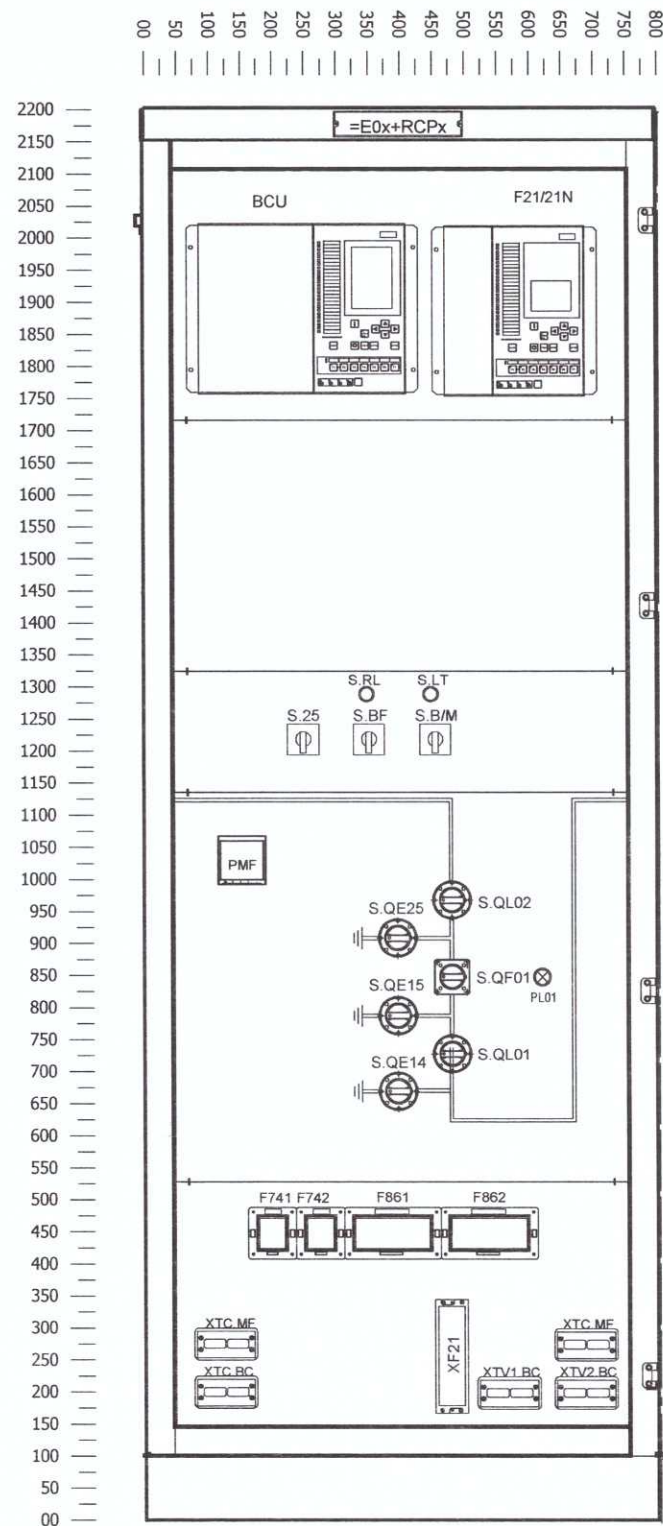 00 50 100 150 200 250 300 350 400 450 500 550 600 650 700 750 800
2200
=E0x+RCPx
2150
2100
2050
BCU
F21/21N
2000
1950
1900
1850
1800
1750
1700
1650
1600
1550
1500
1450
1400
1350
1300
S.RL
S.LT
1250
S.25
S.BF
S.B/M
1200
1150
1100
1050
PMF
1000
950
S.QE25
S.QL02
900
850
S.QF01
PL01
800
S.QE15
750
700
S.QL01
S.QE14
650
600
550
500
F741
F742
F861
F862
450
400
350
300
XTC.MF
XTC.MF
250
XF21
200
XTC.BC
XTV1.BC
XTV2.BC
150
100
50
00